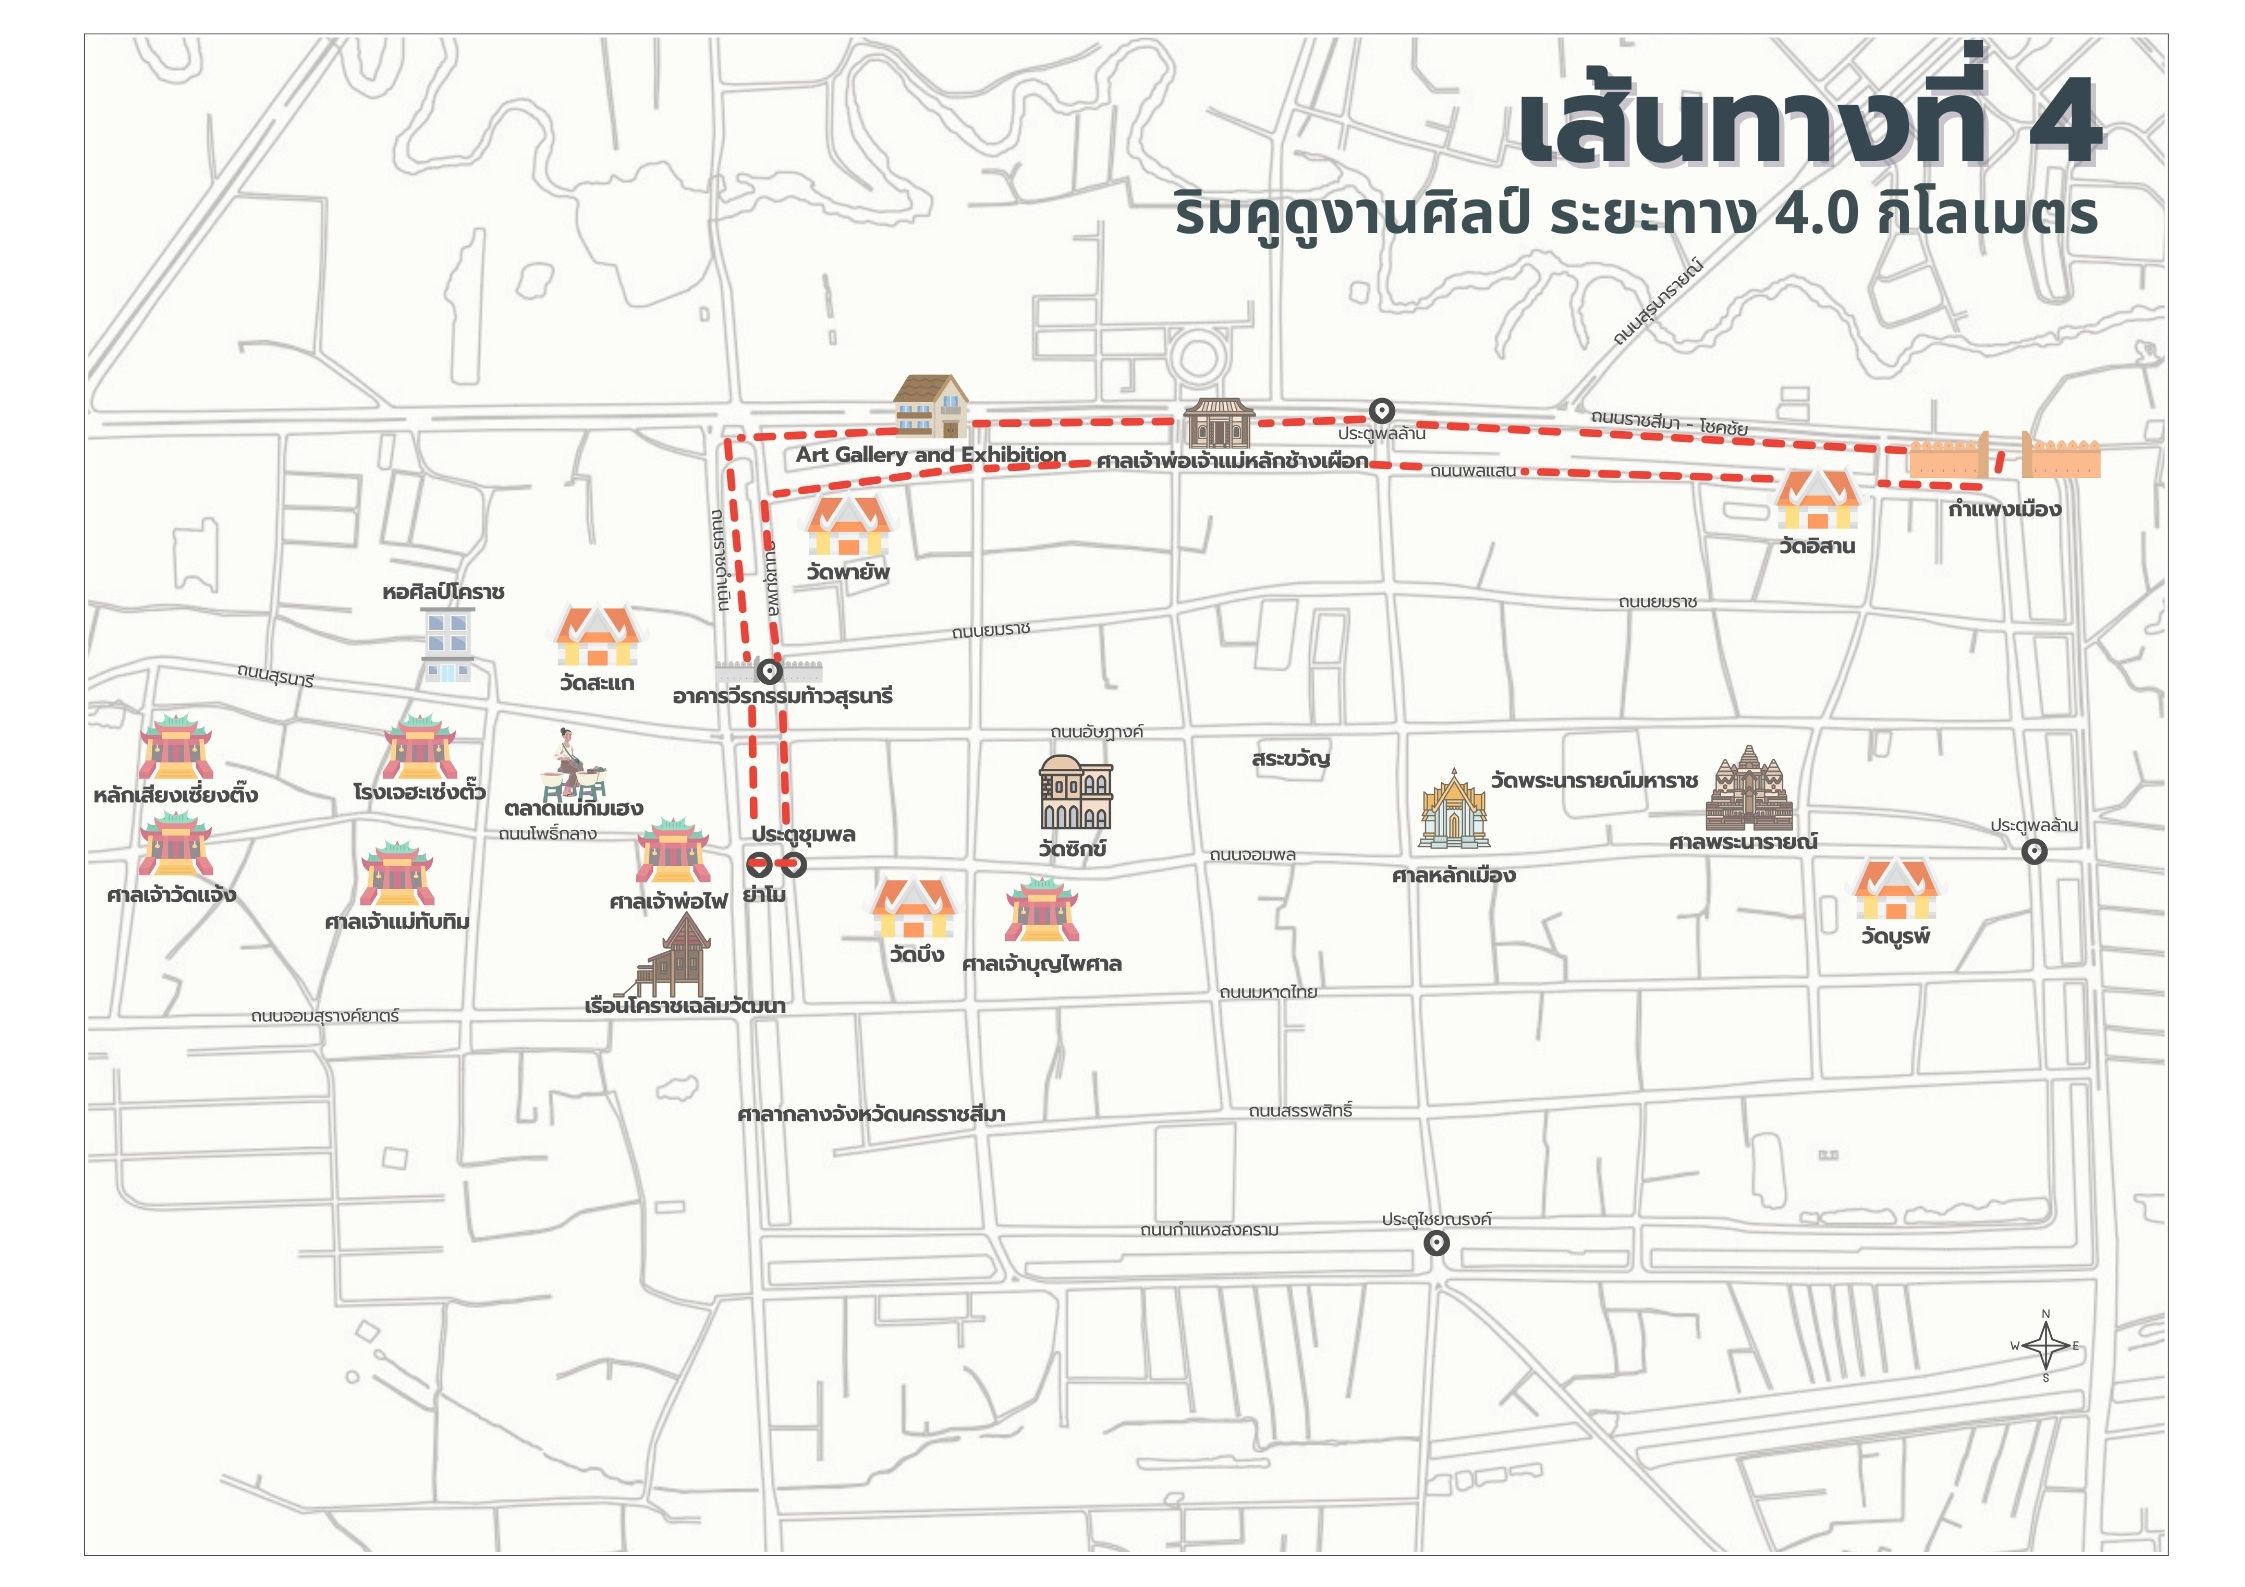 เส้นทางที่ 4
ริมคูดูงานศิลป์ ระยะทาง 4.0 กิโลเมตร
ถนนสุรนารายณ์
ถนนราชสีมา - โชคชัย
ประตูพลล้าน
Art Gallery and Exhibition
ศาลเจ้าพ่อเจ้าแม่หลักช้างเผือก
ถนนพลแสน
กำแพงเมือง
วัดอิสาน
ถนนราชดำเนิน
ถนนชุมพล
วัดพายัพ
หอศิลป์โคราช
ถนนยมราช
ถนนยมราช
ถนนสุรนารี
วัดสะแก
อาคารวีรกรรมท้าวสุรนารี
ถนนอัษฎางค์
สระขวัญ
วัดพระนารายณ์มหาราช
หลักเสียงเซี่ยงติ๊ง
โรงเจฮะเซ่งตั๊ว
ตลาดแม่กิมเฮง
ถนนโพธิ์กลาง
ประตูชุมพล
วัดซิกข์
ถนนจอมพล
ศาลหลักเมือง
ศาลพระนารายณ์
ประตูพลล้าน
ศาลเจ้าวัดแจ้ง
ศาลเจ้าแม่ทับทิม
ศาลเจ้าพ่อไฟ
ย่าโม
วัดบึง
ศาลเจ้าบุญไพศาล
วัดบูรพ์
เรือนโคราชเฉลิมวัฒนา
ถนนมหาดไทย
ถนนจอมสุรางค์ยาตร์
ศาลากลางจังหวัดนครราชสีมา
ถนนสรรพสิทธิ์
ถนนกำแหงสงคราม
ประตูไชยณรงค์
N
W E
S